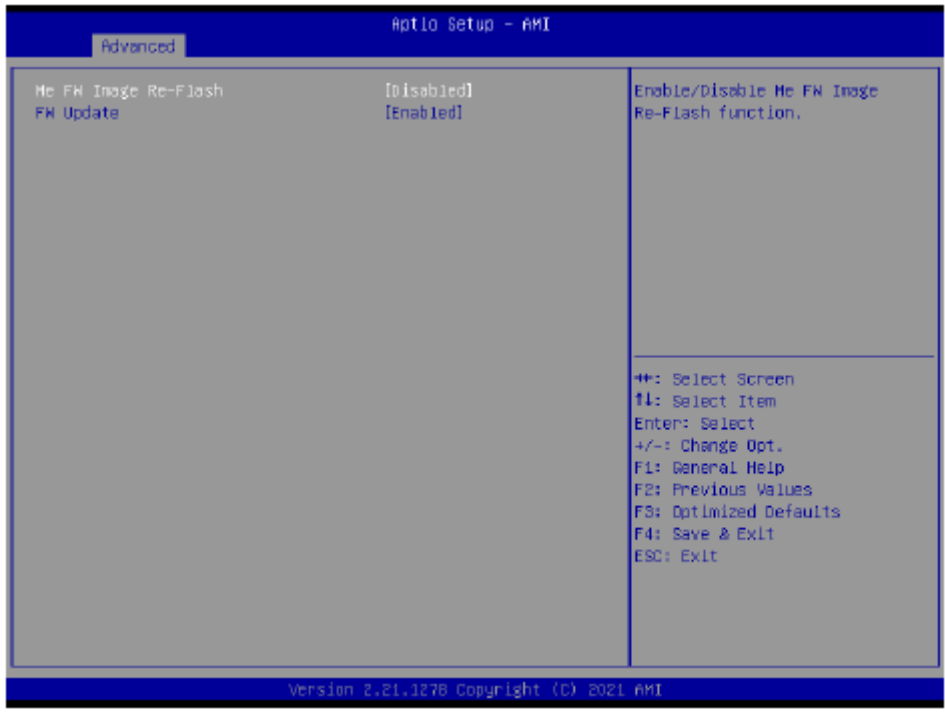 Aptio Setup - AMI
Advanced
Me FW Image Re-Flash [Disabled]
FW Update [Enabled]
Enable/Disable Me FW Image
Re-Flash function.
→←: Select Screen
↑↓: Select Item
Enter: Select
+/-: Change Opt.
F1: General Help
F2: Previous Values
F3: Optimized Defaults
F4: Save & Exit
ESC: Exit
Version 2.21.1278 Copyright (C) 2021 AMI